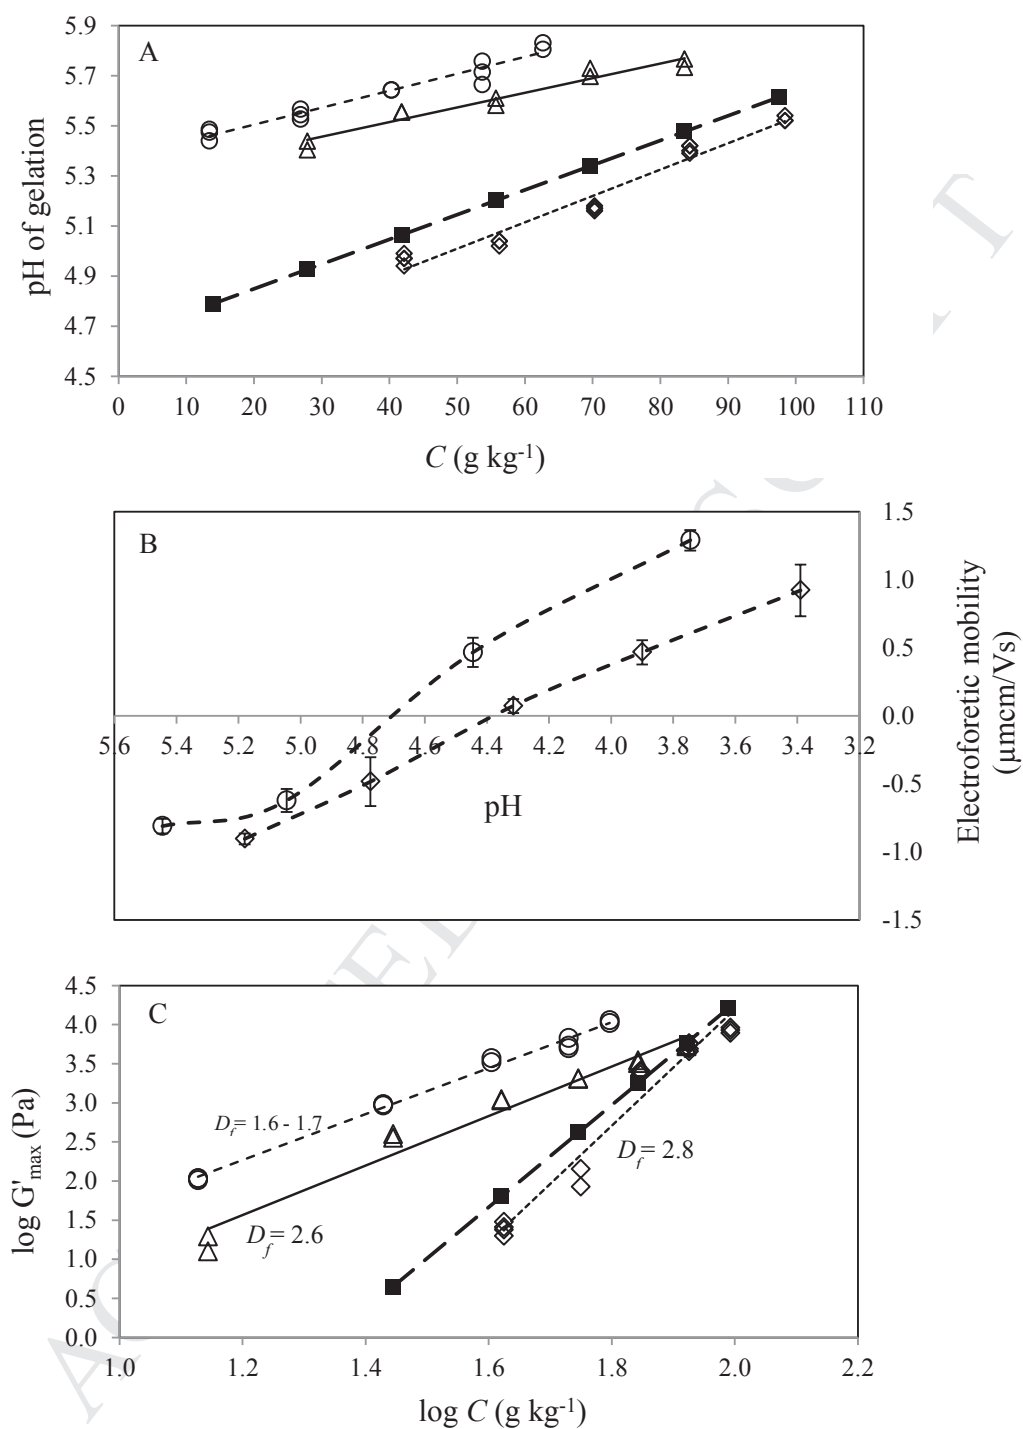 A
5.9
5.7
5.5
5.3
5.1
4.9
4.7
4.5
pH of gelation
0 10 20 30 40 50 60 70 80 90 100 110
C (g kg⁻¹)
B
1.5
1.0
0.5
0.0
-0.5
-1.0
-1.5
Electroforetic mobility
(µmcm/Vs)
5.6 5.4 5.2 5.0 4.8 4.6 4.4 4.2 4.0 3.8 3.6 3.4 3.2
pH
C
4.5
4.0
3.5
3.0
2.5
2.0
1.5
1.0
0.5
0.0
log G'max (Pa)
Df= 1.6 - 1.7
Df= 2.8
Df= 2.6
1.0 1.2 1.4 1.6 1.8 2.0 2.2
log C (g kg⁻¹)